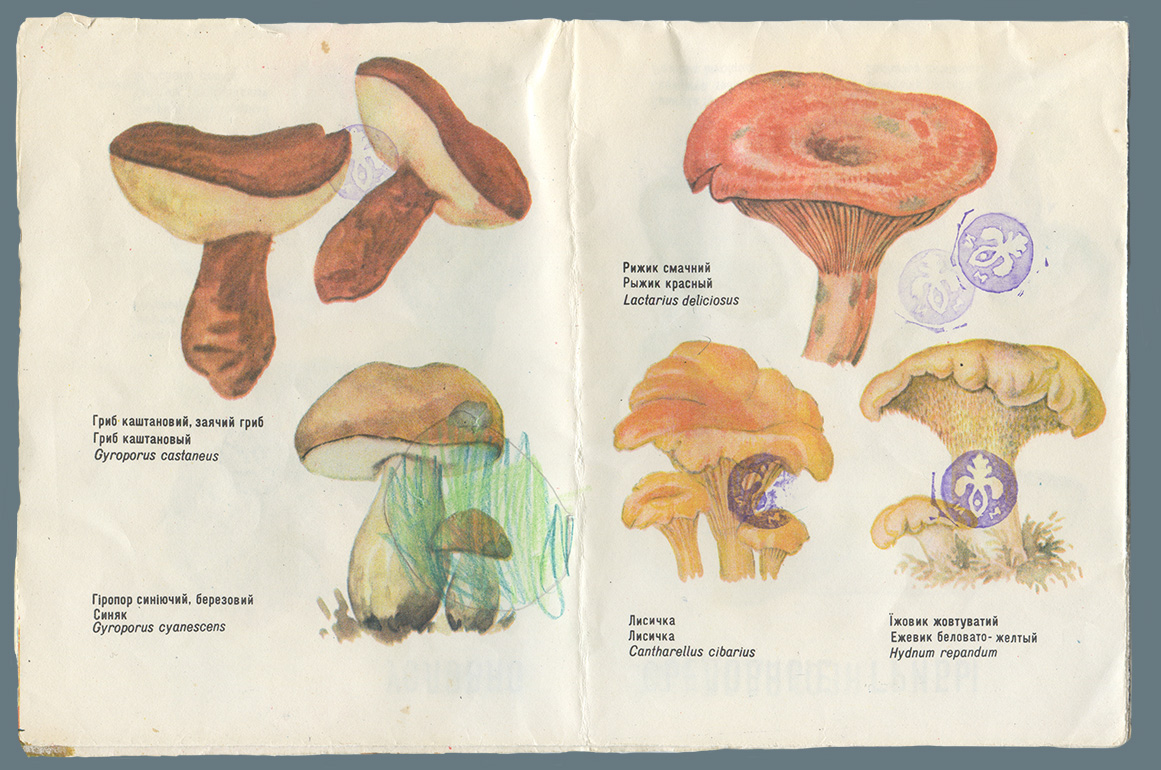 Гриб каштановий, заячий гриб
Гриб каштановый
Gyroporus castaneus
Гіропор синіючий, березовий
Синяк
Gyroporus cyanescens
Рижик смачний
Рыжик красный
Lactarius deliciosus
Лисичка
Лисичка
Cantharellus cibarius
Їжовик жовтуватий
Ежевик беловато-желтый
Hydnum repandum